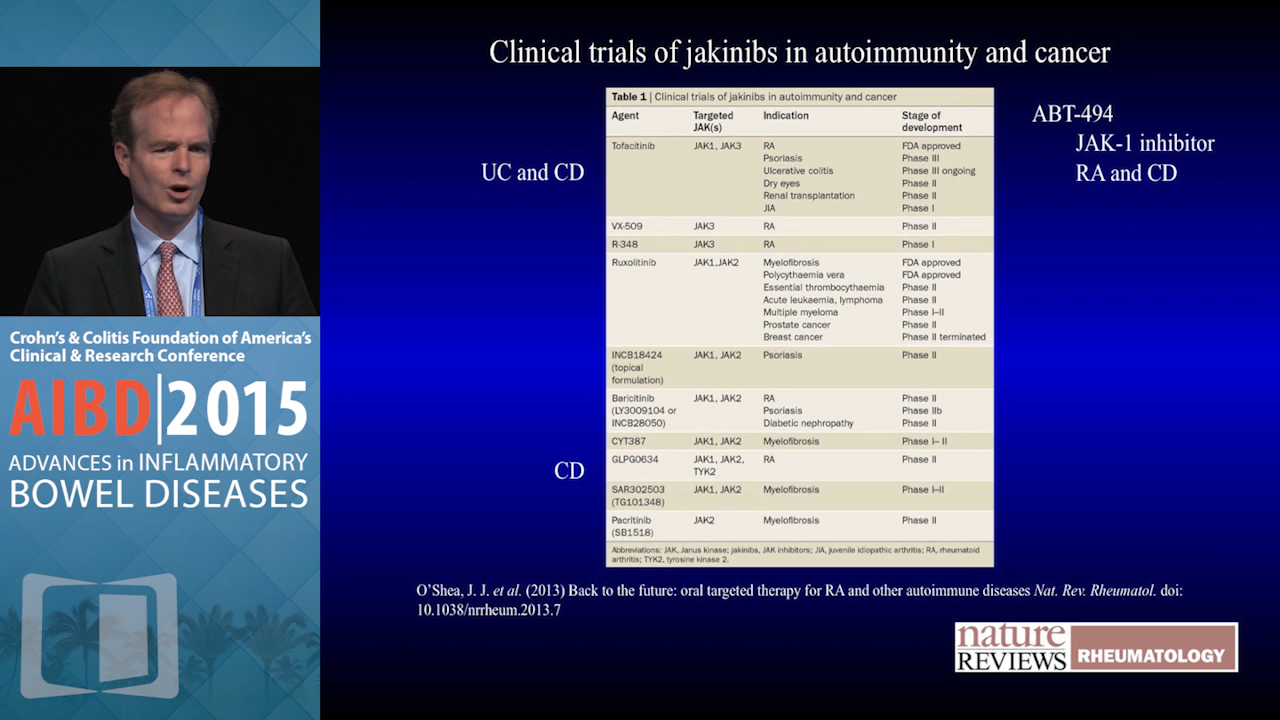 Clinical trials of jakinibs in autoimmunity and cancer
Table 1 | Clinical trials of jakinibs in autoimmunity and cancer
Agent Targeted JAK(s) Indication Stage of development
Tofacitinib JAK1, JAK3 RA FDA approved
Psoriasis Phase III
Ulcerative colitis Phase III ongoing
Dry eyes Phase II
Renal transplantation Phase II
JIA Phase I
VX-509 JAK3 RA Phase II
R-348 JAK3 RA Phase I
Ruxolitinib JAK1,JAK2 Myelofibrosis FDA approved
Polycythaemia vera FDA approved
Essential thrombocythaemia Phase II
Acute leukaemia, lymphoma Phase II
Multiple myeloma Phase I–II
Prostate cancer Phase II
Breast cancer Phase II terminated
INCB18424 JAK1, JAK2 Psoriasis Phase II
(topical
formulation)
Baricitinib JAK1, JAK2 RA Phase II
(LY3009104 or Psoriasis Phase IIb
INCB28050) Diabetic nephropathy Phase II
CYT387 JAK1, JAK2 Myelofibrosis Phase I– II
GLPG0634 JAK1, JAK2, RA Phase II
TYK2
SAR302503 JAK1, JAK2 Myelofibrosis Phase I–II
(TG101348)
Pacritinib JAK2 Myelofibrosis Phase II
(SB1518)
Abbreviations: JAK, Janus kinase; jakinibs, JAK inhibitors; JIA, juvenile idiopathic arthritis; RA, rheumatoid
arthritis; TYK2, tyrosine kinase 2.
UC and CD
CD
ABT-494
JAK-1 inhibitor
RA and CD
O'Shea, J. J. et al. (2013) Back to the future: oral targeted therapy for RA and other autoimmune diseases Nat. Rev. Rheumatol. doi:
10.1038/nrrheum.2013.7
nature
REVIEWS RHEUMATOLOGY
Crohn's & Colitis Foundation of America's
Clinical & Research Conference
AIBD|2015
ADVANCES in INFLAMMATORY
BOWEL DISEASES